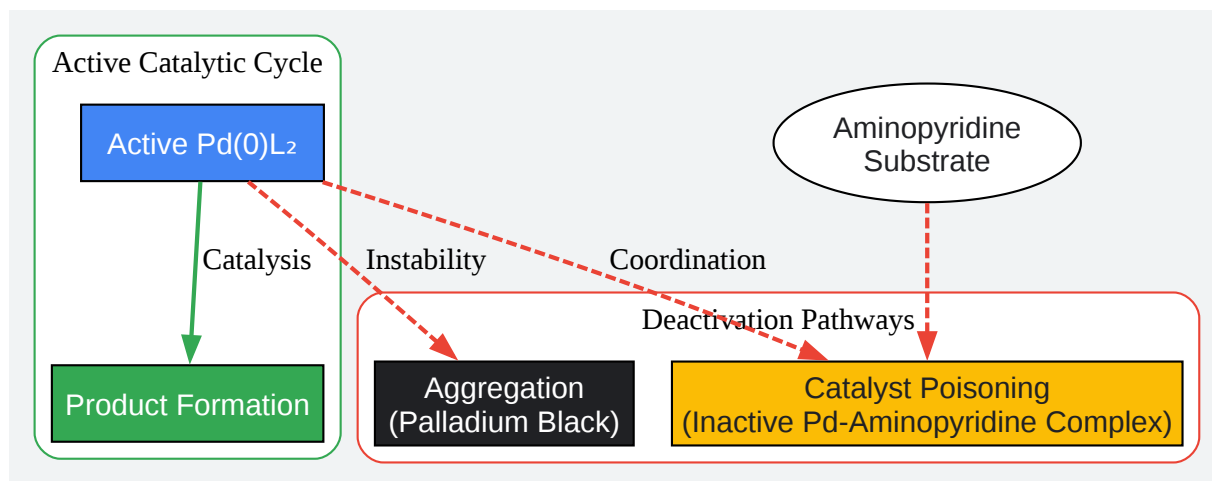 Active Catalytic Cycle
Active Pd(0)L₂
Aminopyridine
Substrate
Catalysis
Instability
Coordination
Deactivation Pathways
Product Formation
Aggregation
(Palladium Black)
Catalyst Poisoning
(Inactive Pd-Aminopyridine Complex)